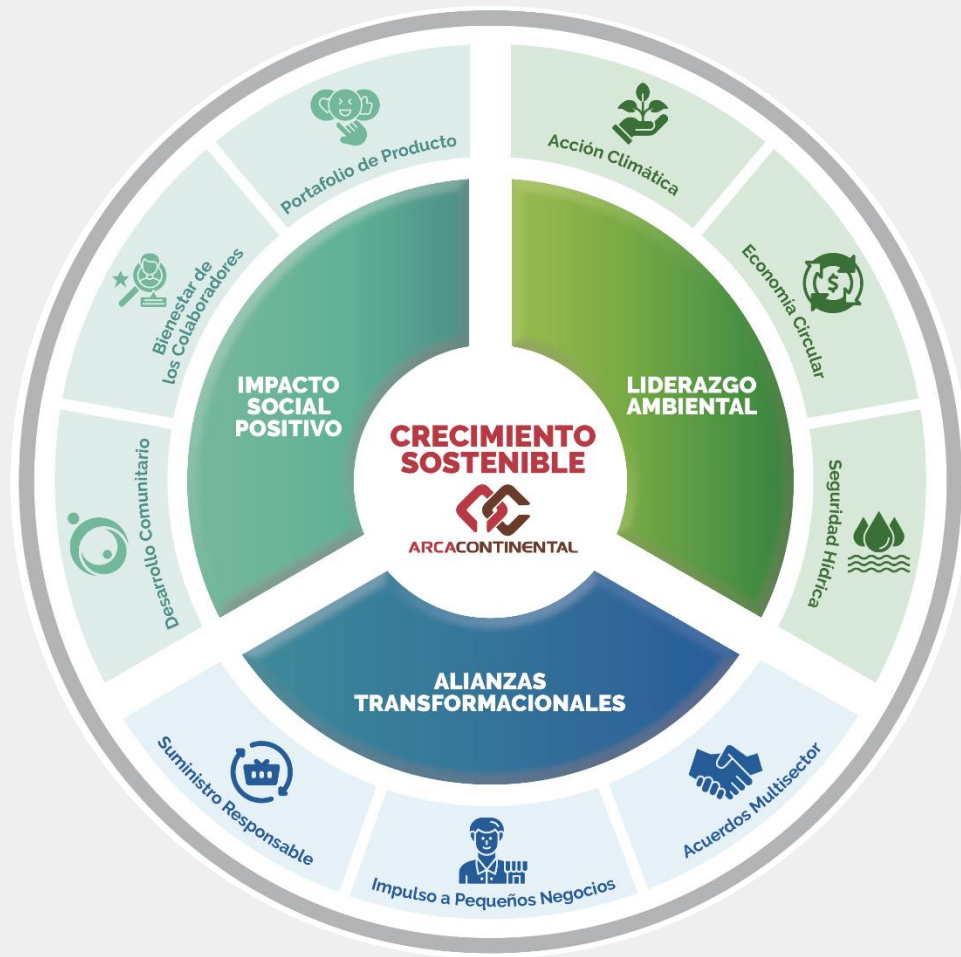 Portafolio de Producto
Acción Climática
Bienestar de
los Colaboradores
Economía Circular
IMPACTO
SOCIAL
POSITIVO
LIDERAZGO
AMBIENTAL
CRECIMIENTO
SOSTENIBLE
ARCACONTINENTAL
Desarrollo Comunitario
Seguridad Hídrica
ALIANZAS
TRANSFORMACIONALES
Suministro Responsable
Impulso a Pequeños Negocios
Acuerdos Multisector
$